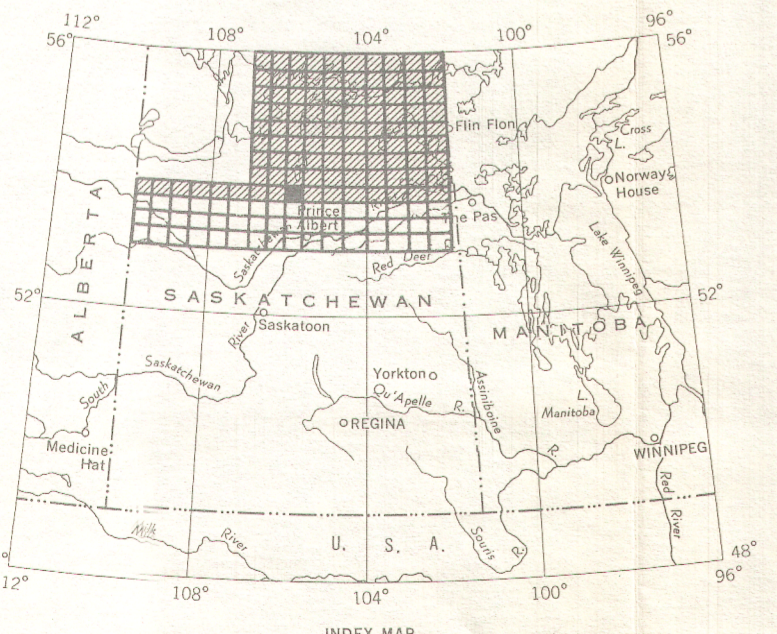 112°
108°
104°
100°
96°
56°
56°
Flin Flon
Cross
L.
Norway
House
Prince
Albert
The Pas
ALBERTA
Saskatchewan
Red Deer
Lake Winnipeg
52°
SASKATCHEWAN
52°
MANITOBA
River
Saskatoon
Saskatchewan
South
Yorkton
Qu'Apelle R.
Assiniboine
R.
L.
Manitoba
REGINA
Medicine
Hat
WINNIPEG
Red
River
Milk
River
U. S. A.
Souris
R.
48°
96°
12°
108°
104°
100°
INDEX MAP